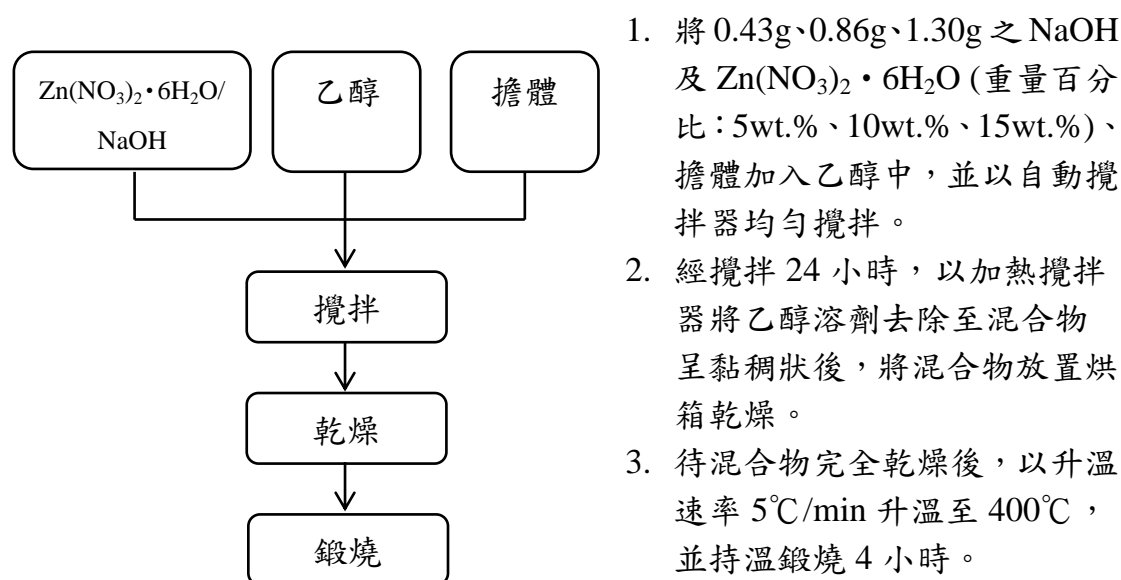 Zn(NO₃)₂•6H₂O/
NaOH
乙醇
擔體
攪拌
乾燥
鍛燒
1. 將 0.43g、0.86g、1.30g 之 NaOH
及 Zn(NO₃)₂•6H₂O (重量百分
比：5wt.%、10wt.%、15wt.%)、
擔體加入乙醇中，並以自動攪
拌器均勻攪拌。
2. 經攪拌 24 小時，以加熱攪拌
器將乙醇溶劑去除至混合物
呈黏稠狀後，將混合物放置烘
箱乾燥。
3. 待混合物完全乾燥後，以升溫
速率 5℃/min 升溫至 400℃，
並持溫鍛燒 4 小時。